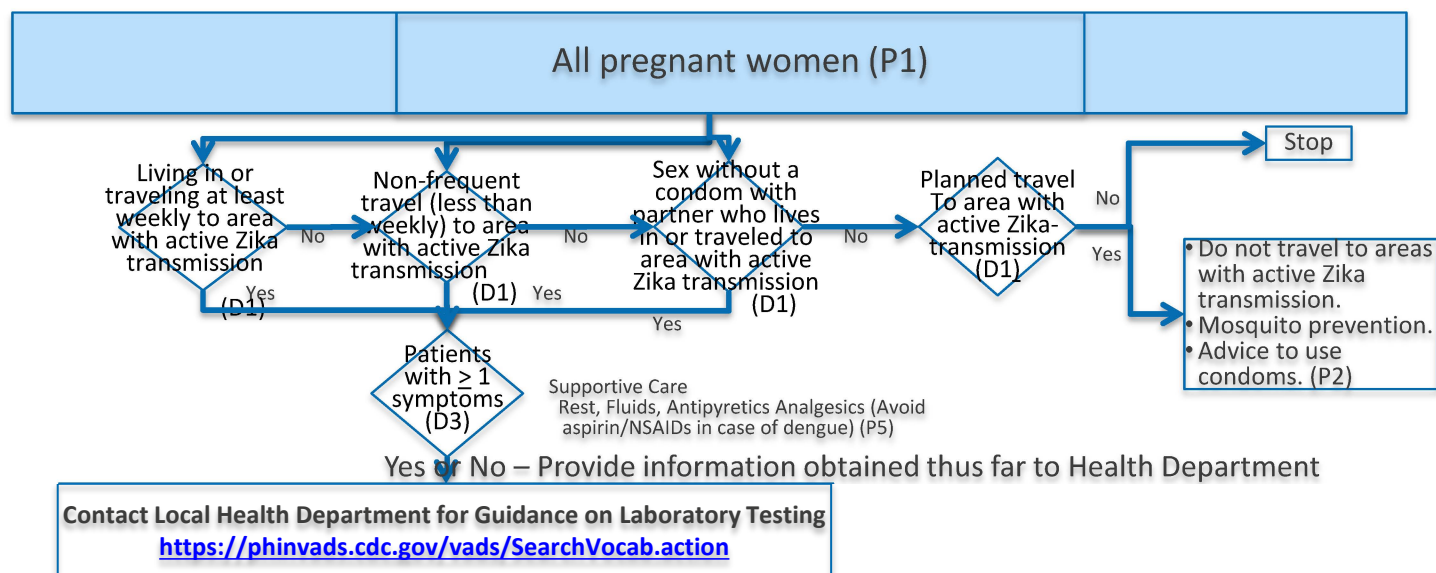 All pregnant women (P1)
Living in or
traveling at least
weekly to area
with active Zika
transmission
(D1)
No
Yes
Non-frequent
travel (less than
weekly) to area
with active Zika
transmission
(D1)
No
Yes
Sex without a
condom with
partner who lives
in or traveled to
area with active
Zika transmission
(D1)
No
Yes
Planned travel
To area with
active Zika-
transmission
(D1)
No
Yes
Stop
• Do not travel to areas
with active Zika
transmission.
• Mosquito prevention.
• Advice to use
condoms. (P2)
Patients
with ≥ 1
symptoms
(D3)
Supportive Care
Rest, Fluids, Antipyretics Analgesics (Avoid
aspirin/NSAIDs in case of dengue) (P5)
Yes or No – Provide information obtained thus far to Health Department
Contact Local Health Department for Guidance on Laboratory Testing
https://phinvads.cdc.gov/vads/SearchVocab.action